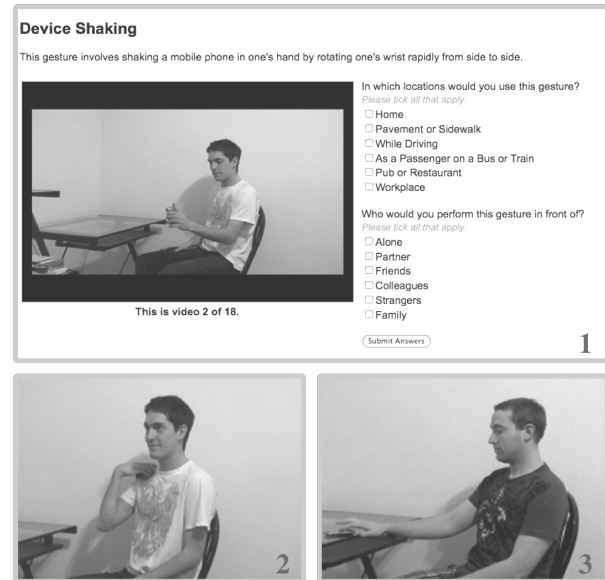 Device Shaking
This gesture involves shaking a mobile phone in one's hand by rotating one's wrist rapidly from side to side.
In which locations would you use this gesture?
Please tick all that apply.
Home
Pavement or Sidewalk
While Driving
As a Passenger on a Bus or Train
Pub or Restaurant
Workplace
Who would you perform this gesture in front of?
Please tick all that apply.
Alone
Partner
Friends
Colleagues
Strangers
Family
Submit Answers
This is video 2 of 18.
1
2
3